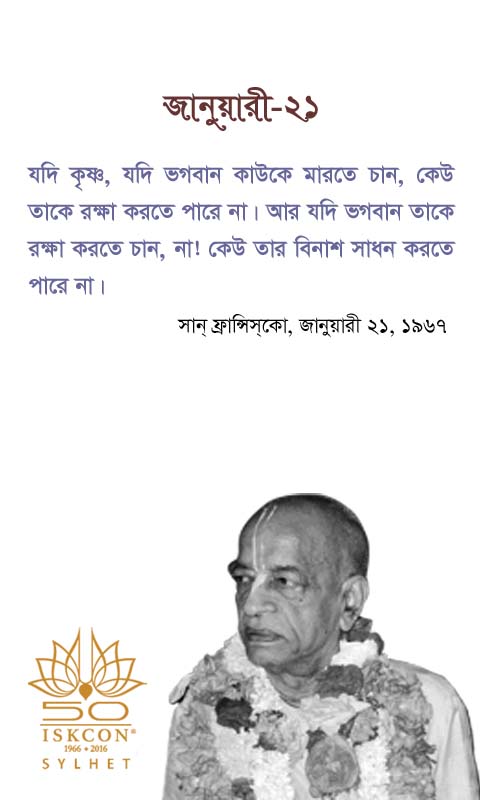 জানুয়ারী-২১
যদি কৃষ্ণ, যদি ভগবান কাউকে মারতে চান, কেউ
তাকে রক্ষা করতে পারে না। আর যদি ভগবান তাকে
রক্ষা করতে চান, না! কেউ তার বিনাশ সাধন করতে
পারে না।
সান্ ফ্রান্সিস্‌কো, জানুয়ারী ২১, ১৯৬৭
50
ISKCON®
1966 • 2016
SYLHET